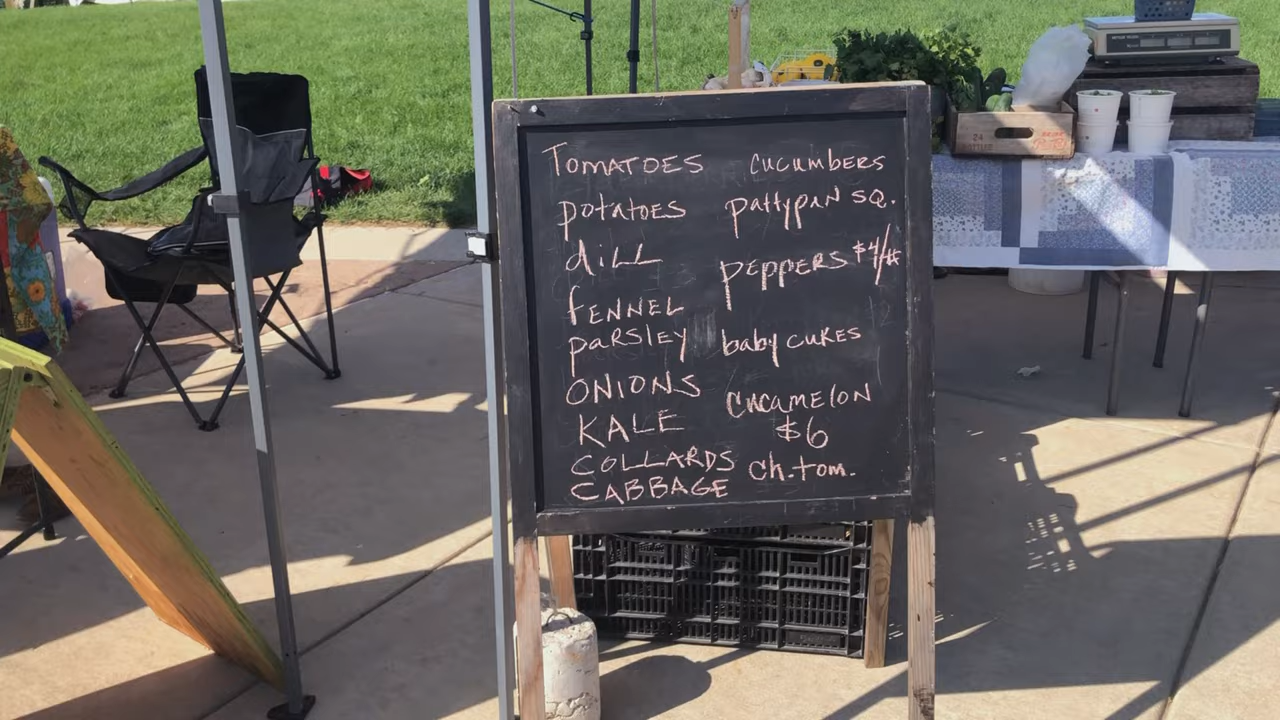 TOMATOES
potatoes
dILL
fENNEL
parsley
ONIONS
KALE
COLLARDS
CABBAGE
CUCUMBERS
pattypan SQ.
PEPPERS $4/#
baby cukes
Cucamelon
$6
ch.tom.
24